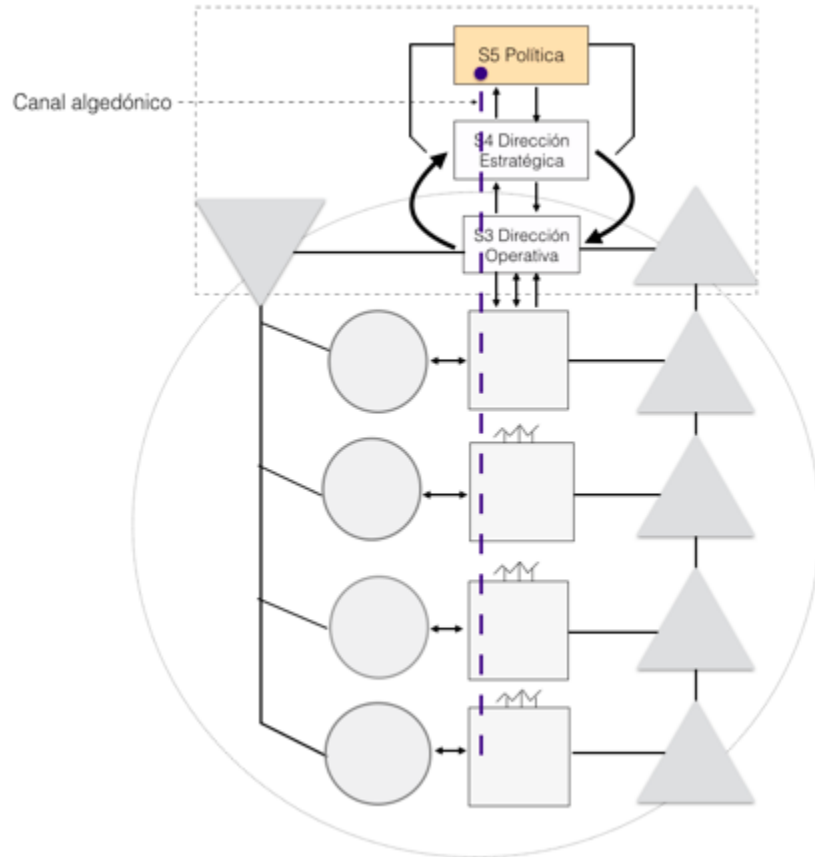 S5 Política
Canal algedónico
S4 Dirección
Estratégica
S3 Dirección
Operativa